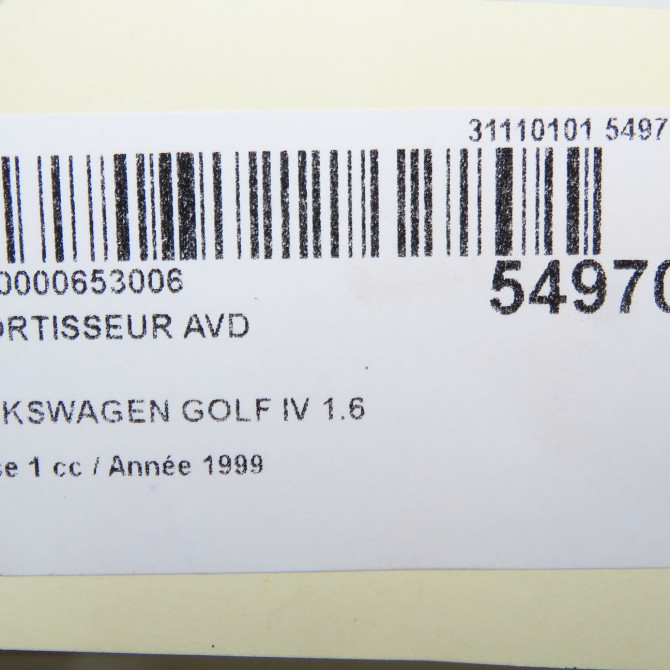 31110101 5497
0000653006
54970
ORTISSEUR AVD
KSWAGEN GOLF IV 1.6
se 1 cc / Année 1999